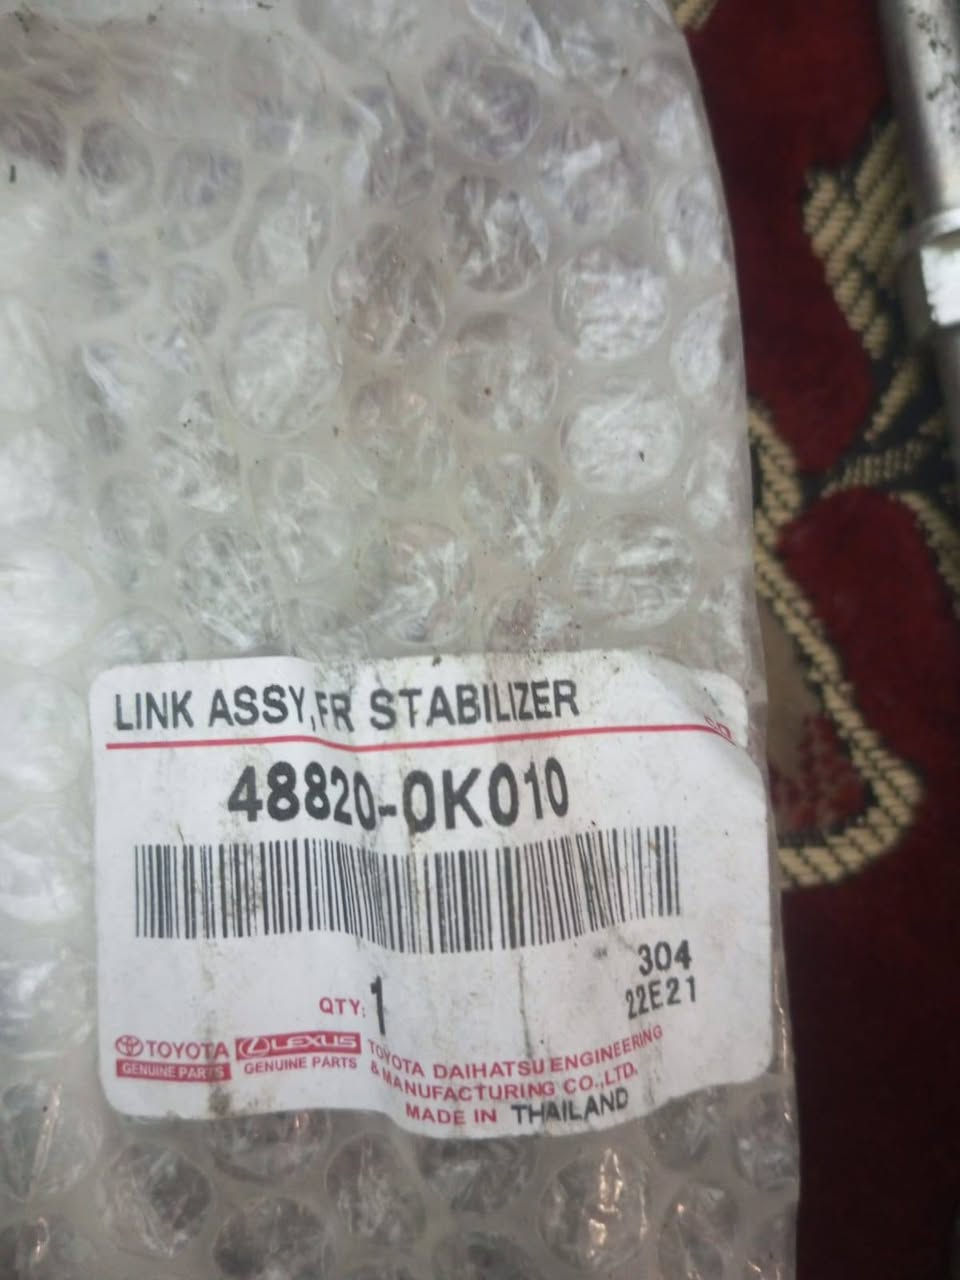 LINK ASSY,FR STABILIZER
48820-0K010
304
QTY: 1
22E21
TOYOTA
GENUINE PARTS
LEXUS
GENUINE PARTS
TOYOTA DAIHATSU ENGINEERING
& MANUFACTURING CO.,LTD.
MADE IN THAILAND